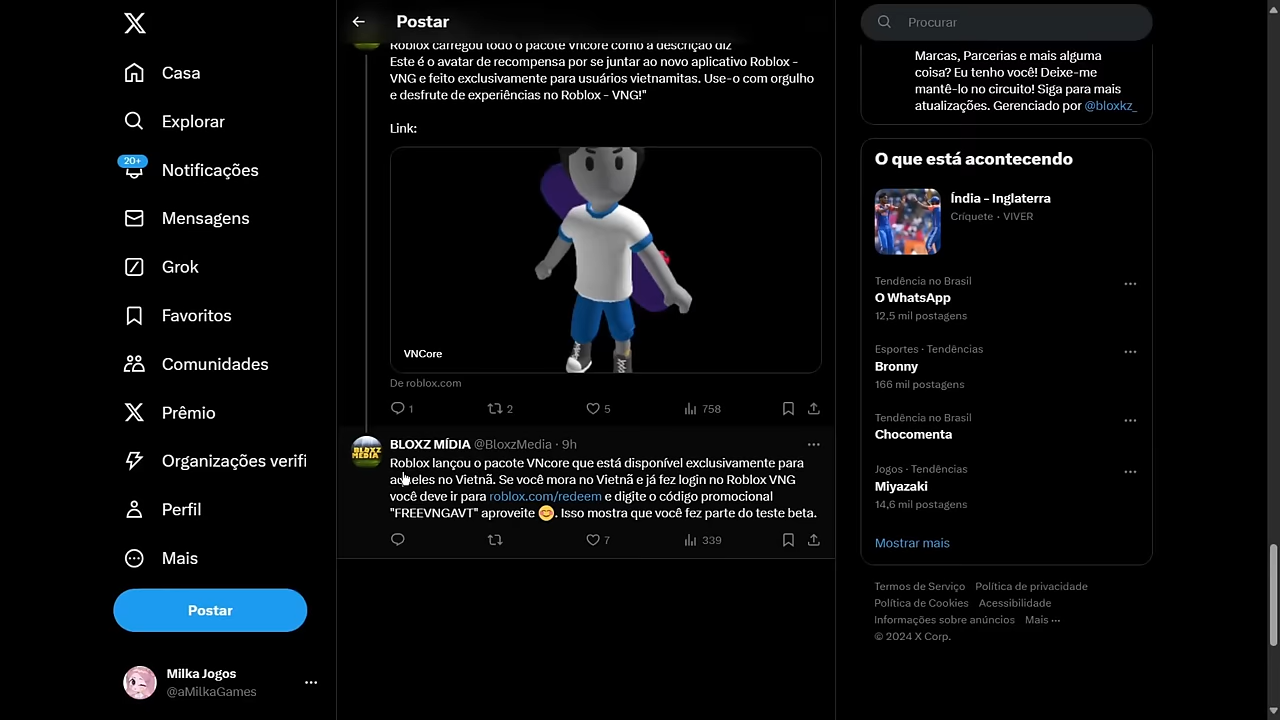 Casa
Explorar
20+
Notificações
Mensagens
Grok
Favoritos
Comunidades
Prêmio
Organizações verifi
Perfil
Mais
Postar
Milka Jogos
@aMilkaGames
Postar
Roblox carregou todo o pacote Vncore como a descrição diz
Este é o avatar de recompensa por se juntar ao novo aplicativo Roblox -
VNG e feito exclusivamente para usuários vietnamitas. Use-o com orgulho
e desfrute de experiências no Roblox - VNG!"
Link:
VNCore
De roblox.com
1
2
5
758
BLOXZ MEDIA
BLOXZ MÍDIA @BloxzMedia · 9h
Roblox lançou o pacote VNcore que está disponível exclusivamente para
aqueles no Vietnã. Se você mora no Vietnã e já fez login no Roblox VNG
você deve ir para roblox.com/redeem e digite o código promocional
"FREEVNGAVT" aproveite 😊. Isso mostra que você fez parte do teste beta.
7
339
Procurar
Marcas, Parcerias e mais alguma
coisa? Eu tenho você! Deixe-me
mantê-lo no circuito! Siga para mais
atualizações. Gerenciado por @bloxkz_
O que está acontecendo
Índia - Inglaterra
Críquete · VIVER
Tendência no Brasil
O WhatsApp
12,5 mil postagens
Esportes · Tendências
Bronny
166 mil postagens
Tendência no Brasil
Chocomenta
Jogos · Tendências
Miyazaki
14,6 mil postagens
Mostrar mais
Termos de Serviço Política de privacidade
Política de Cookies Acessibilidade
Informações sobre anúncios Mais ···
© 2024 X Corp.